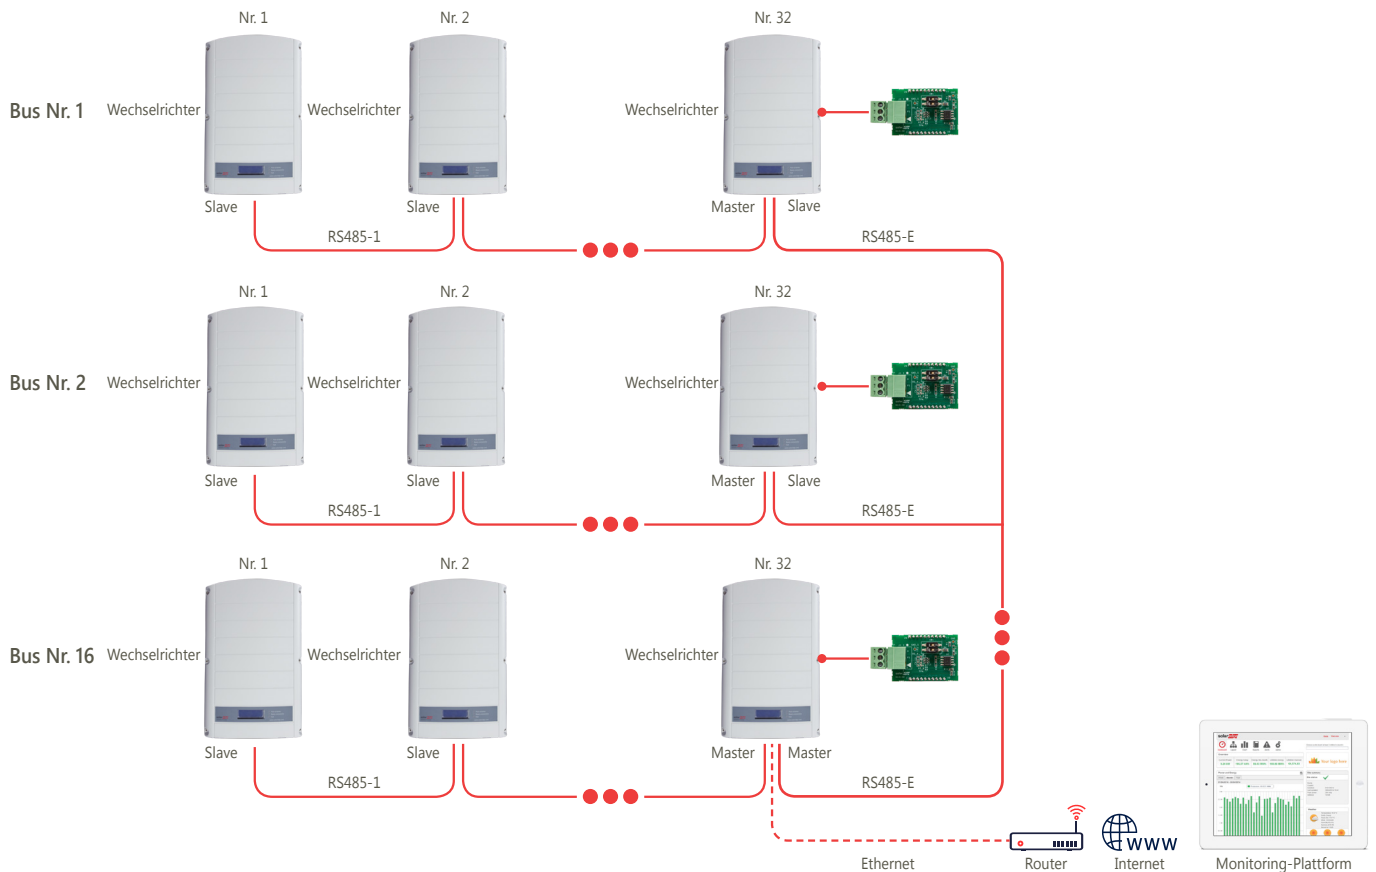 Nr. 1 Nr. 2 Nr. 32
Bus Nr. 1 Wechselrichter Wechselrichter Wechselrichter
Slave Slave Master Slave
RS485-1 RS485-E
Nr. 1 Nr. 2 Nr. 32
Bus Nr. 2 Wechselrichter Wechselrichter Wechselrichter
Slave Slave Master Slave
RS485-1 RS485-E
Nr. 1 Nr. 2 Nr. 32
Bus Nr. 16 Wechselrichter Wechselrichter Wechselrichter
Slave Slave Master Master
RS485-1 RS485-E
www
Ethernet Router Internet Monitoring-Plattform